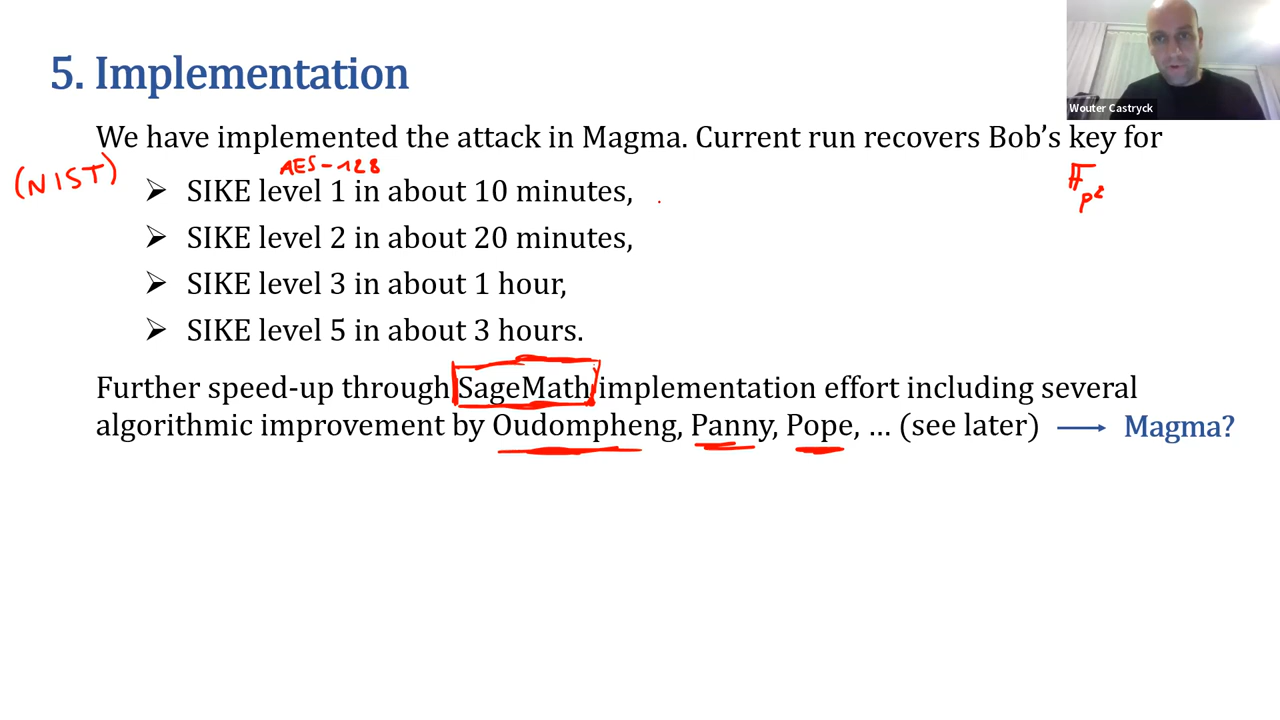 5. Implementation
Wouter Castryck
We have implemented the attack in Magma. Current run recovers Bob's key for
(NIST)
AES-128
F p²
➢ SIKE level 1 in about 10 minutes,
➢ SIKE level 2 in about 20 minutes,
➢ SIKE level 3 in about 1 hour,
➢ SIKE level 5 in about 3 hours.
Further speed-up through SageMath implementation effort including several
algorithmic improvement by Oudompheng, Panny, Pope, … (see later) → Magma?